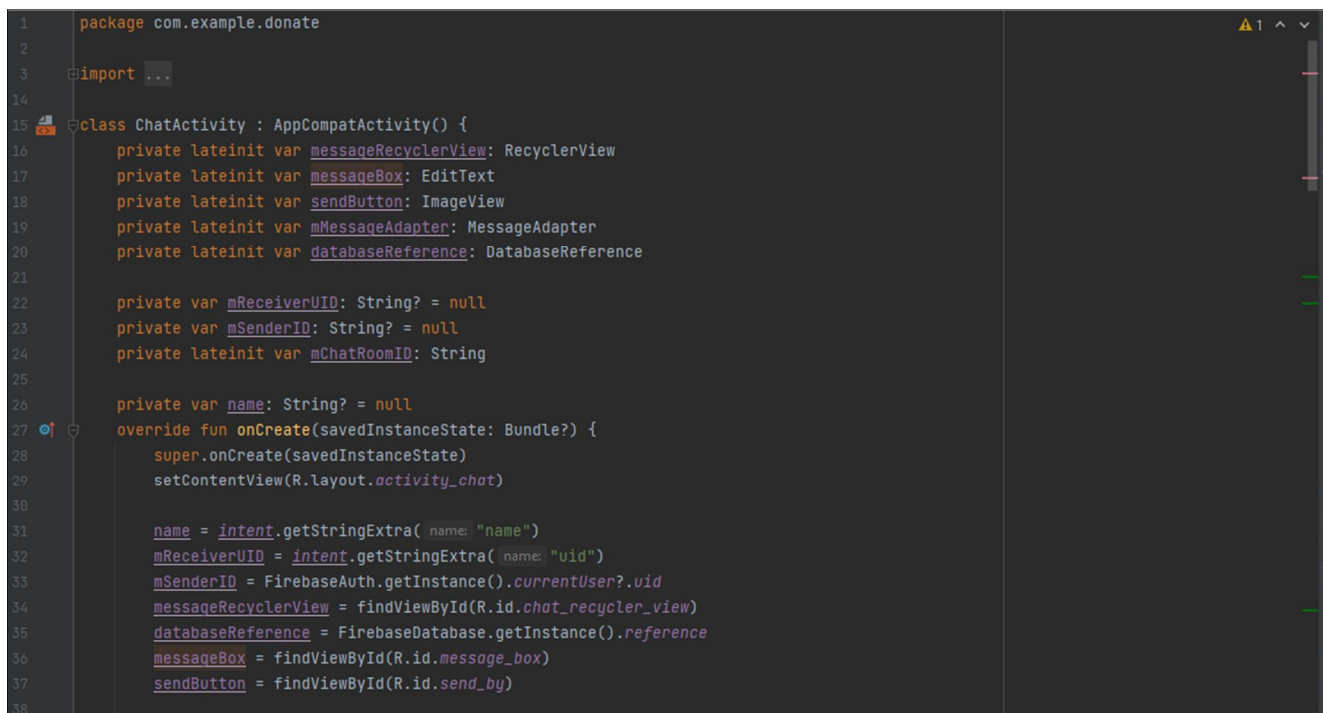 1 package com.example.donate
2
3 import ...
14
15 class ChatActivity : AppCompatActivity() {
16 private lateinit var messageRecyclerView: RecyclerView
17 private lateinit var messageBox: EditText
18 private lateinit var sendButton: ImageView
19 private lateinit var mMessageAdapter: MessageAdapter
20 private lateinit var databaseReference: DatabaseReference
21
22 private var mReceiverUID: String? = null
23 private var mSenderID: String? = null
24 private lateinit var mChatRoomID: String
25
26 private var name: String? = null
27 override fun onCreate(savedInstanceState: Bundle?) {
28 super.onCreate(savedInstanceState)
29 setContentView(R.layout.activity_chat)
30
31 name = intent.getStringExtra( name: "name")
32 mReceiverUID = intent.getStringExtra( name: "uid")
33 mSenderID = FirebaseAuth.getInstance().currentUser?.uid
34 messageRecyclerView = findViewById(R.id.chat_recycler_view)
35 databaseReference = FirebaseDatabase.getInstance().reference
36 messageBox = findViewById(R.id.message_box)
37 sendButton = findViewById(R.id.send_by)
38
1